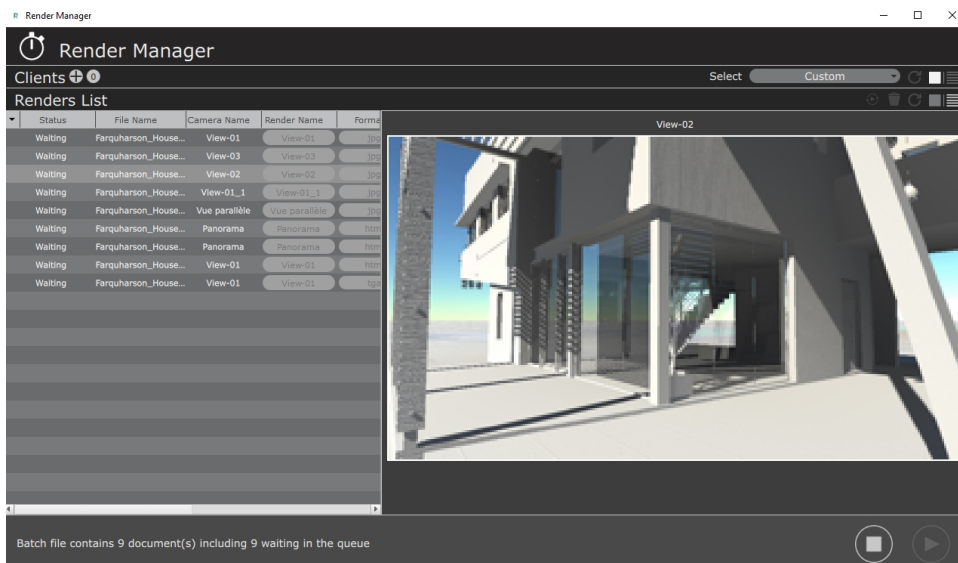 Render Manager
Render Manager
Clients 0
Select Custom
Renders List
Status File Name Camera Name Render Name Forma
View-02
Waiting Farquharson_House... View-01 View-01 jpg
Waiting Farquharson_House... View-03 View-03 jpg
Waiting Farquharson_House... View-02 View-02 jpg
Waiting Farquharson_House... View-01_1 View-01_1 jpg
Waiting Farquharson_House... Vue parallèle Vue parallèle jpg
Waiting Farquharson_House... Panorama Panorama htm
Waiting Farquharson_House... Panorama Panorama htm
Waiting Farquharson_House... View-01 View-01 htm
Waiting Farquharson_House... View-01 View-01 tga
Batch file contains 9 document(s) including 9 waiting in the queue